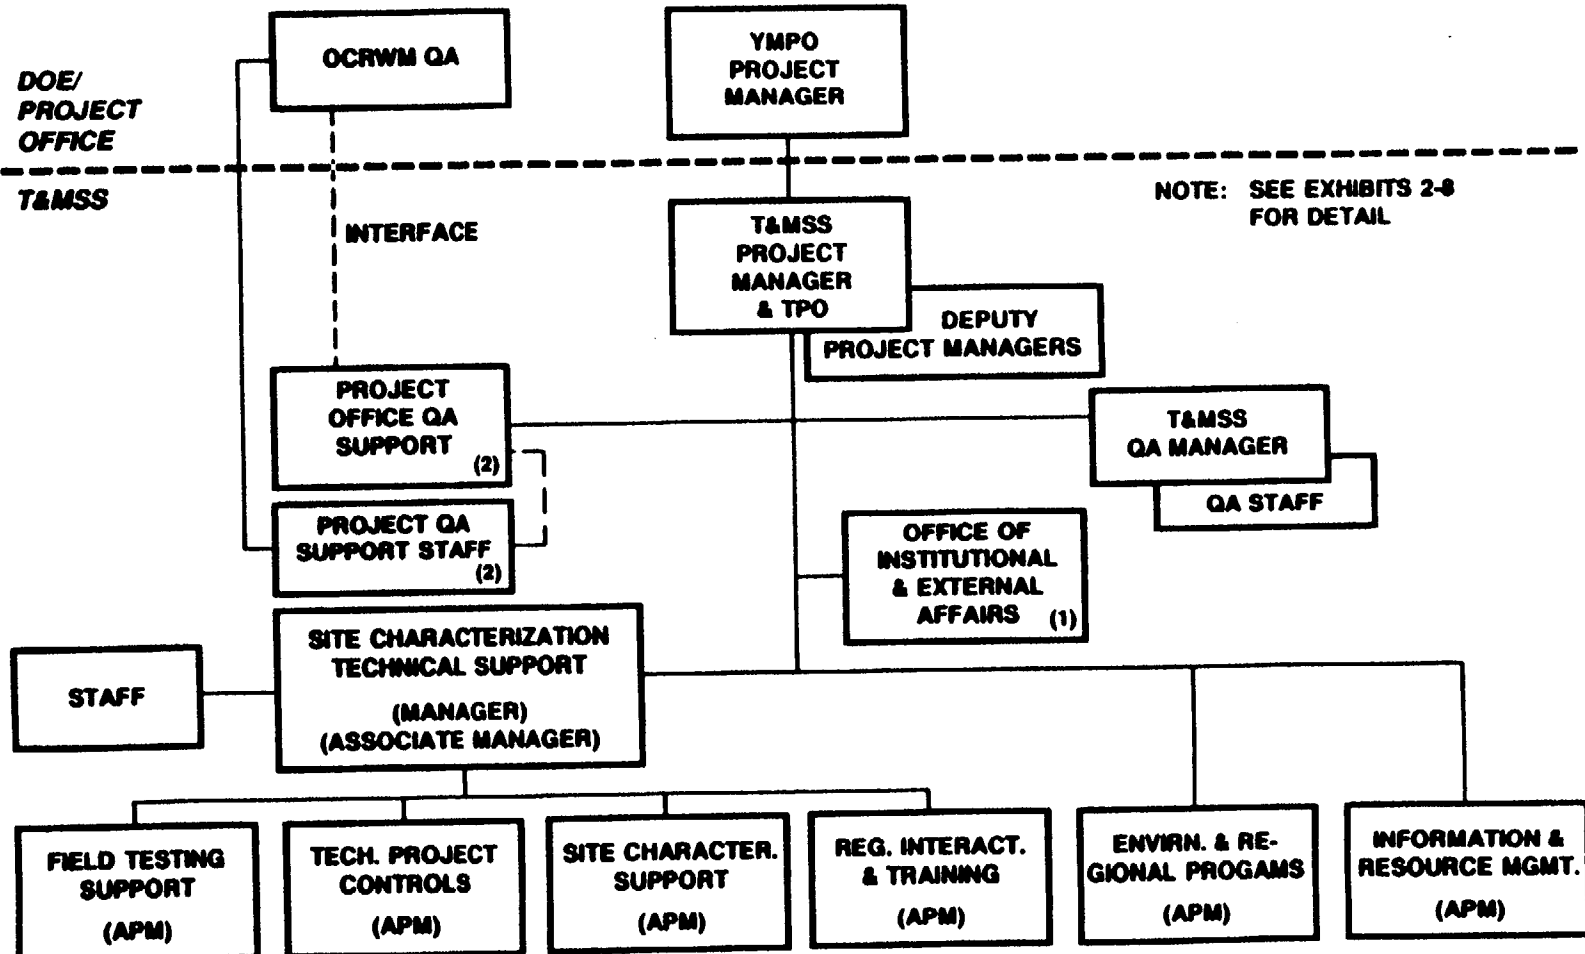 OCRWM QA
YMPO
PROJECT
MANAGER
DOE/
PROJECT
OFFICE
T&MSS
NOTE: SEE EXHIBITS 2-8
FOR DETAIL
INTERFACE
T&MSS
PROJECT
MANAGER
& TPO
DEPUTY
PROJECT MANAGERS
PROJECT
OFFICE QA
SUPPORT
(2)
T&MSS
QA MANAGER
QA STAFF
PROJECT QA
SUPPORT STAFF
(2)
OFFICE OF
INSTITUTIONAL
& EXTERNAL
AFFAIRS (1)
SITE CHARACTERIZATION
TECHNICAL SUPPORT
(MANAGER)
(ASSOCIATE MANAGER)
STAFF
FIELD TESTING
SUPPORT
(APM)
TECH. PROJECT
CONTROLS
(APM)
SITE CHARACTER.
SUPPORT
(APM)
REG. INTERACT.
& TRAINING
(APM)
ENVIRN. & RE-
GIONAL PROGAMS
(APM)
INFORMATION &
RESOURCE MGMT.
(APM)